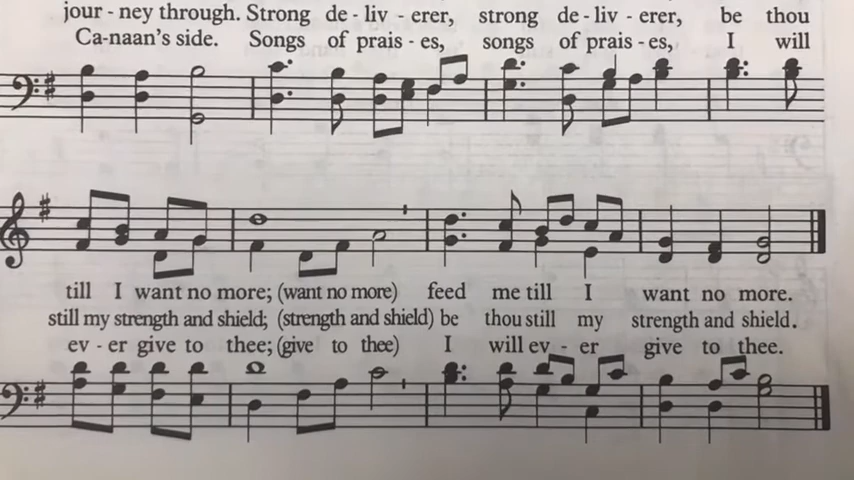 jour - ney through. Strong de - liv - erer, strong de - liv - erer, be thou
Ca-naan's side. Songs of prais - es, songs of prais - es, I will
till I want no more; (want no more) feed me till I want no more.
still my strength and shield; (strength and shield) be thou still my strength and shield.
ev - er give to thee; (give to thee) I will ev - er give to thee.